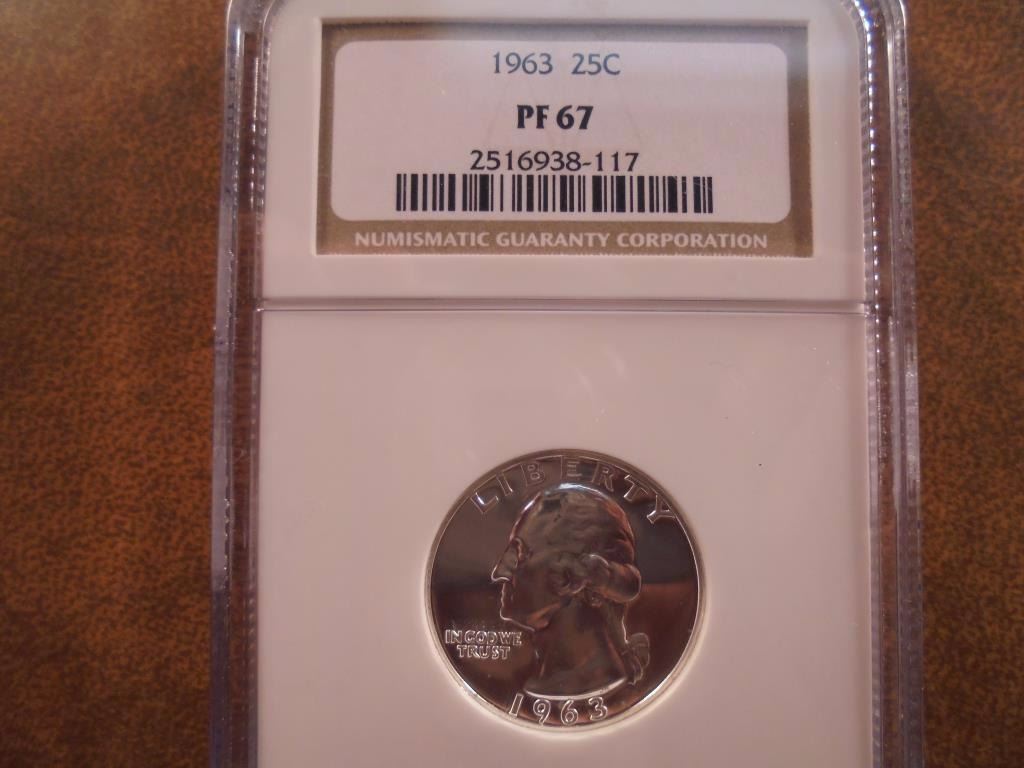 1963 25C
PF 67
2516938-117
NUMISMATIC GUARANTY CORPORATION
LIBERTY
IN GOD WE
TRUST
1963